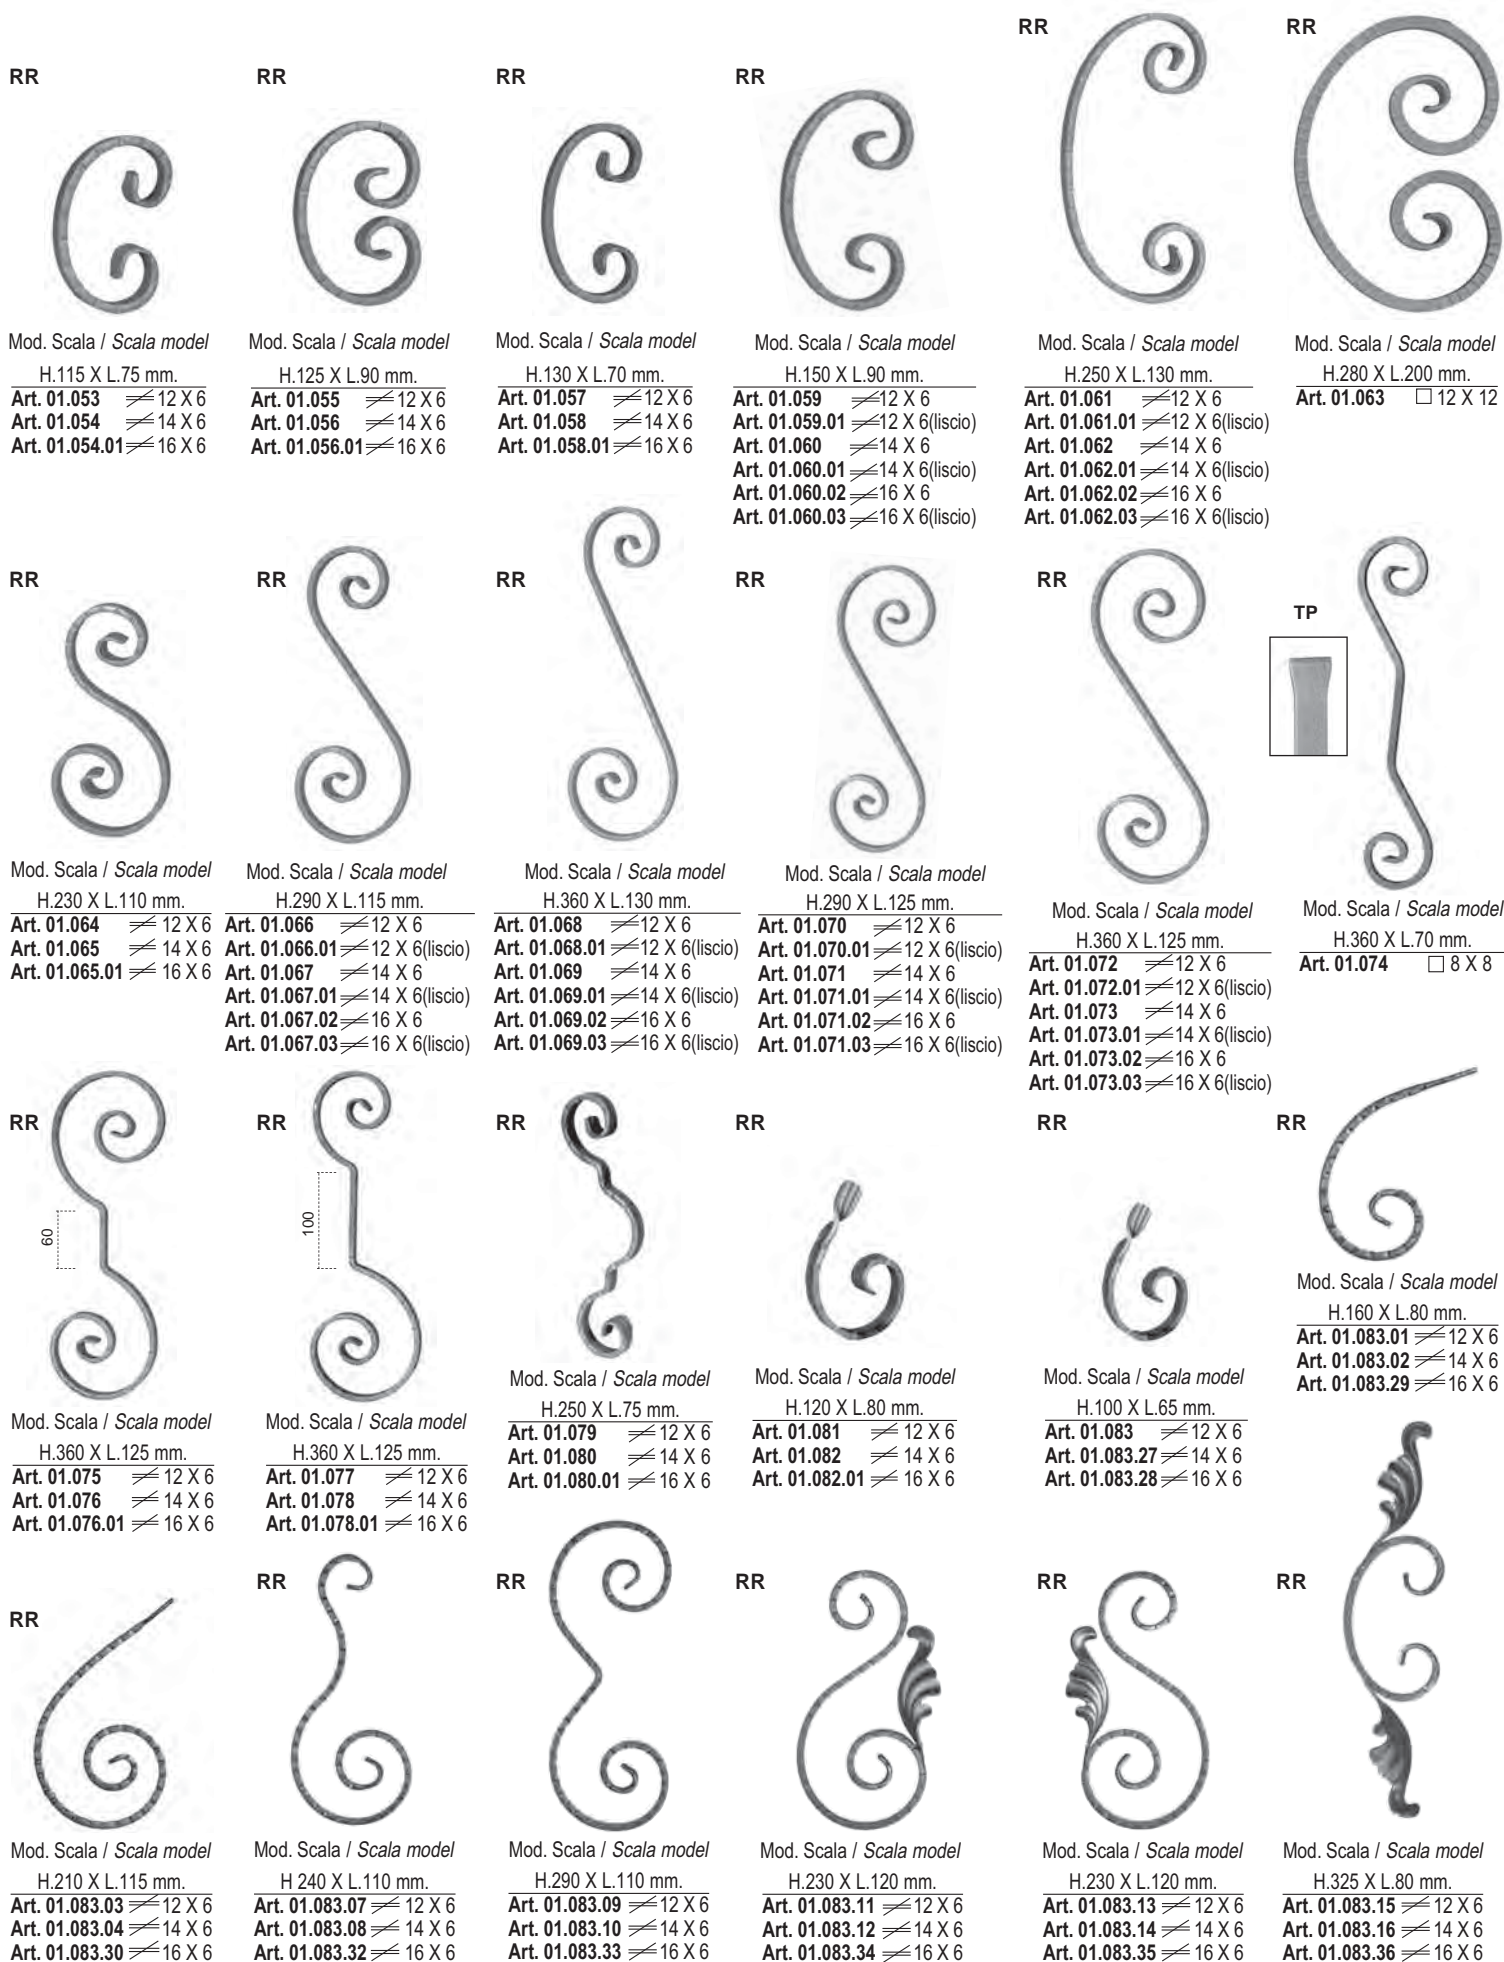 RR
Mod. Scala / Scala model
H.115 X L.75 mm.
Art. 01.053 12 X 6
Art. 01.054 14 X 6
Art. 01.054.01 16 X 6
RR
Mod. Scala / Scala model
H.125 X L.90 mm.
Art. 01.055 12 X 6
Art. 01.056 14 X 6
Art. 01.056.01 16 X 6
RR
Mod. Scala / Scala model
H.130 X L.70 mm.
Art. 01.057 12 X 6
Art. 01.058 14 X 6
Art. 01.058.01 16 X 6
RR
Mod. Scala / Scala model
H.150 X L.90 mm.
Art. 01.059 12 X 6
Art. 01.059.01 12 X 6(liscio)
Art. 01.060 14 X 6
Art. 01.060.01 14 X 6(liscio)
Art. 01.060.02 16 X 6
Art. 01.060.03 16 X 6(liscio)
RR
Mod. Scala / Scala model
H.250 X L.130 mm.
Art. 01.061 12 X 6
Art. 01.061.01 12 X 6(liscio)
Art. 01.062 14 X 6
Art. 01.062.01 14 X 6(liscio)
Art. 01.062.02 16 X 6
Art. 01.062.03 16 X 6(liscio)
RR
Mod. Scala / Scala model
H.280 X L.200 mm.
Art. 01.063 12 X 12
RR
Mod. Scala / Scala model
H.230 X L.110 mm.
Art. 01.064 12 X 6
Art. 01.065 14 X 6
Art. 01.065.01 16 X 6
RR
Mod. Scala / Scala model
H.290 X L.115 mm.
Art. 01.066 12 X 6
Art. 01.066.01 12 X 6(liscio)
Art. 01.067 14 X 6
Art. 01.067.01 14 X 6(liscio)
Art. 01.067.02 16 X 6
Art. 01.067.03 16 X 6(liscio)
RR
Mod. Scala / Scala model
H.360 X L.130 mm.
Art. 01.068 12 X 6
Art. 01.068.01 12 X 6(liscio)
Art. 01.069 14 X 6
Art. 01.069.01 14 X 6(liscio)
Art. 01.069.02 16 X 6
Art. 01.069.03 16 X 6(liscio)
RR
Mod. Scala / Scala model
H.290 X L.125 mm.
Art. 01.070 12 X 6
Art. 01.070.01 12 X 6(liscio)
Art. 01.071 14 X 6
Art. 01.071.01 14 X 6(liscio)
Art. 01.071.02 16 X 6
Art. 01.071.03 16 X 6(liscio)
RR
Mod. Scala / Scala model
H.360 X L.125 mm.
Art. 01.072 12 X 6
Art. 01.072.01 12 X 6(liscio)
Art. 01.073 14 X 6
Art. 01.073.01 14 X 6(liscio)
Art. 01.073.02 16 X 6
Art. 01.073.03 16 X 6(liscio)
TP
Mod. Scala / Scala model
H.360 X L.70 mm.
Art. 01.074 8 X 8
RR
60
Mod. Scala / Scala model
H.360 X L.125 mm.
Art. 01.075 12 X 6
Art. 01.076 14 X 6
Art. 01.076.01 16 X 6
RR
100
Mod. Scala / Scala model
H.360 X L.125 mm.
Art. 01.077 12 X 6
Art. 01.078 14 X 6
Art. 01.078.01 16 X 6
RR
Mod. Scala / Scala model
H.250 X L.75 mm.
Art. 01.079 12 X 6
Art. 01.080 14 X 6
Art. 01.080.01 16 X 6
RR
Mod. Scala / Scala model
H.120 X L.80 mm.
Art. 01.081 12 X 6
Art. 01.082 14 X 6
Art. 01.082.01 16 X 6
RR
Mod. Scala / Scala model
H.100 X L.65 mm.
Art. 01.083 12 X 6
Art. 01.083.27 14 X 6
Art. 01.083.28 16 X 6
RR
Mod. Scala / Scala model
H.160 X L.80 mm.
Art. 01.083.01 12 X 6
Art. 01.083.02 14 X 6
Art. 01.083.29 16 X 6
RR
Mod. Scala / Scala model
H.210 X L.115 mm.
Art. 01.083.03 12 X 6
Art. 01.083.04 14 X 6
Art. 01.083.30 16 X 6
RR
Mod. Scala / Scala model
H 240 X L.110 mm.
Art. 01.083.07 12 X 6
Art. 01.083.08 14 X 6
Art. 01.083.32 16 X 6
RR
Mod. Scala / Scala model
H.290 X L.110 mm.
Art. 01.083.09 12 X 6
Art. 01.083.10 14 X 6
Art. 01.083.33 16 X 6
RR
Mod. Scala / Scala model
H.230 X L.120 mm.
Art. 01.083.11 12 X 6
Art. 01.083.12 14 X 6
Art. 01.083.34 16 X 6
RR
Mod. Scala / Scala model
H.230 X L.120 mm.
Art. 01.083.13 12 X 6
Art. 01.083.14 14 X 6
Art. 01.083.35 16 X 6
RR
Mod. Scala / Scala model
H.325 X L.80 mm.
Art. 01.083.15 12 X 6
Art. 01.083.16 14 X 6
Art. 01.083.36 16 X 6